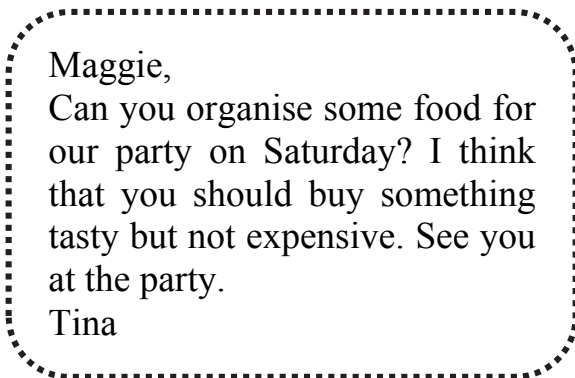 Maggie,
Can you organise some food for
our party on Saturday? I think
that you should buy something
tasty but not expensive. See you
at the party.
Tina